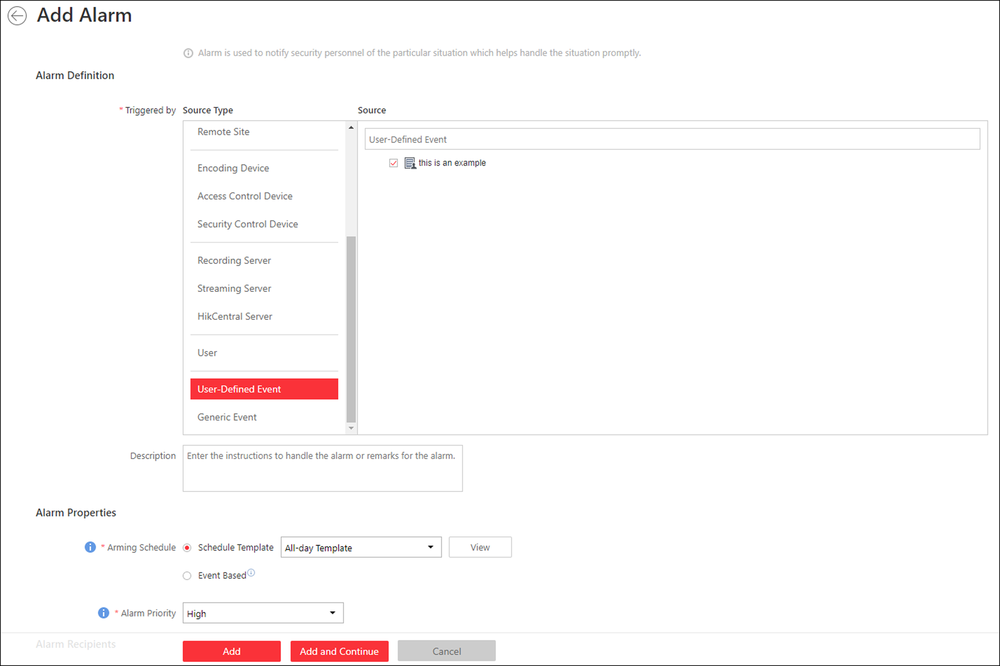 Add Alarm
Alarm is used to notify security personnel of the particular situation which helps handle the situation promptly.
Alarm Definition
* Triggered by
Source Type
Source
Remote Site
Encoding Device
Access Control Device
Security Control Device
Recording Server
Streaming Server
HikCentral Server
User
User-Defined Event
Generic Event
User-Defined Event
this is an example
Description
Enter the instructions to handle the alarm or remarks for the alarm.
Alarm Properties
* Arming Schedule
Schedule Template
All-day Template
View
Event Based
* Alarm Priority
High
Alarm Recipients
Add
Add and Continue
Cancel